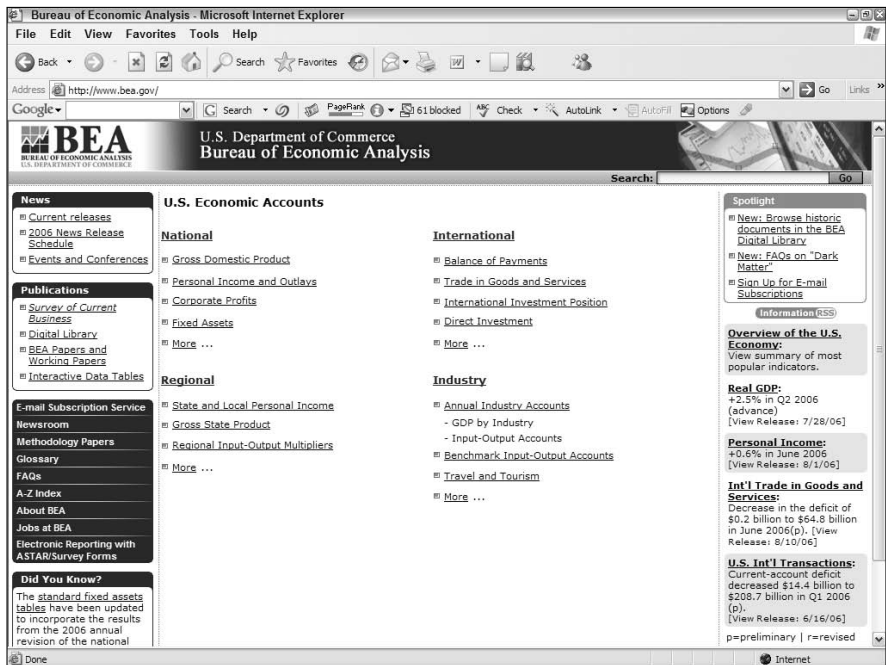 Bureau of Economic Analysis - Microsoft Internet Explorer
File Edit View Favorites Tools Help
Back Search Favorites
Address http://www.bea.gov/ Go Links »
Google Search PageRank 61 blocked ABC Check AutoLink AutoFill Options
BEA
BUREAU OF ECONOMIC ANALYSIS
U.S. DEPARTMENT OF COMMERCE
U.S. Department of Commerce
Bureau of Economic Analysis
Search: Go
News
Current releases
2006 News Release
Schedule
Events and Conferences
Publications
Survey of Current
Business
Digital Library
BEA Papers and
Working Papers
Interactive Data Tables
E-mail Subscription Service
Newsroom
Methodology Papers
Glossary
FAQs
A-Z Index
About BEA
Jobs at BEA
Electronic Reporting with
ASTAR/Survey Forms
Did You Know?
The standard fixed assets
tables have been updated
to incorporate the results
from the 2006 annual
revision of the national
U.S. Economic Accounts
National
Gross Domestic Product
Personal Income and Outlays
Corporate Profits
Fixed Assets
More ...
International
Balance of Payments
Trade in Goods and Services
International Investment Position
Direct Investment
More ...
Regional
State and Local Personal Income
Gross State Product
Regional Input-Output Multipliers
More ...
Industry
Annual Industry Accounts
- GDP by Industry
- Input-Output Accounts
Benchmark Input-Output Accounts
Travel and Tourism
More ...
Spotlight
New: Browse historic
documents in the BEA
Digital Library
New: FAQs on "Dark
Matter"
Sign Up for E-mail
Subscriptions
Information RSS
Overview of the U.S.
Economy:
View summary of most
popular indicators.
Real GDP:
+2.5% in Q2 2006
(advance)
[View Release: 7/28/06]
Personal Income:
+0.6% in June 2006
[View Release: 8/1/06]
Int'l Trade in Goods and
Services:
Decrease in the deficit of
$0.2 billion to $64.8 billion
in June 2006(p). [View
Release: 8/10/06]
U.S. Int'l Transactions:
Current-account deficit
decreased $14.4 billion to
$208.7 billion in Q1 2006
(p).
[View Release: 6/16/06]
p=preliminary | r=revised
Done Internet